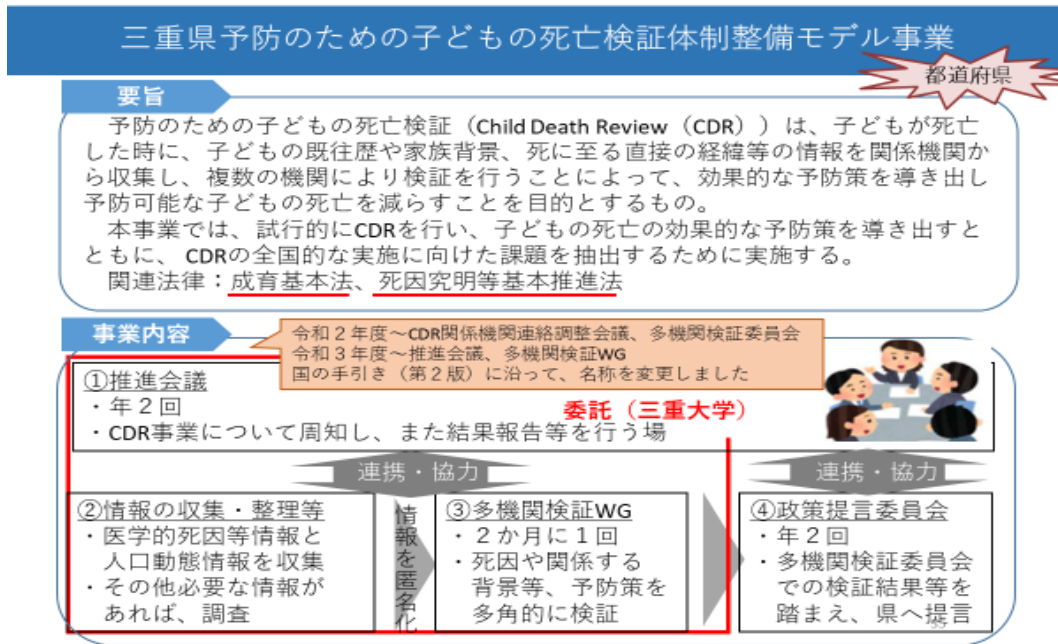 三重県予防のための子どもの死亡検証体制整備モデル事業
都道府県
要旨
予防のための子どもの死亡検証（Child Death Review（CDR））は、子どもが死亡
した時に、子どもの既往歴や家族背景、死に至る直接の経緯等の情報を関係機関か
ら収集し、複数の機関により検証を行うことによって、効果的な予防策を導き出し
予防可能な子どもの死亡を減らすことを目的とするもの。
本事業では、試行的にCDRを行い、子どもの死亡の効果的な予防策を導き出すと
ともに、CDRの全国的な実施に向けた課題を抽出するために実施する。
関連法律：成育基本法、死因究明等基本推進法
事業内容
令和２年度～CDR関係機関連絡調整会議、多機関検証委員会
令和３年度～推進会議、多機関検証WG
国の手引き（第２版）に沿って、名称を変更しました
①推進会議
・年２回
・CDR事業について周知し、また結果報告等を行う場
委託（三重大学）
連携・協力
連携・協力
②情報の収集・整理等
・医学的死因等情報と
人口動態情報を収集
・その他必要な情報が
あれば、調査
情報を匿名化
③多機関検証WG
・２か月に１回
・死因や関係する
背景等、予防策を
多角的に検証
④政策提言委員会
・年２回
・多機関検証委員会
での検証結果等を
踏まえ、県へ提言